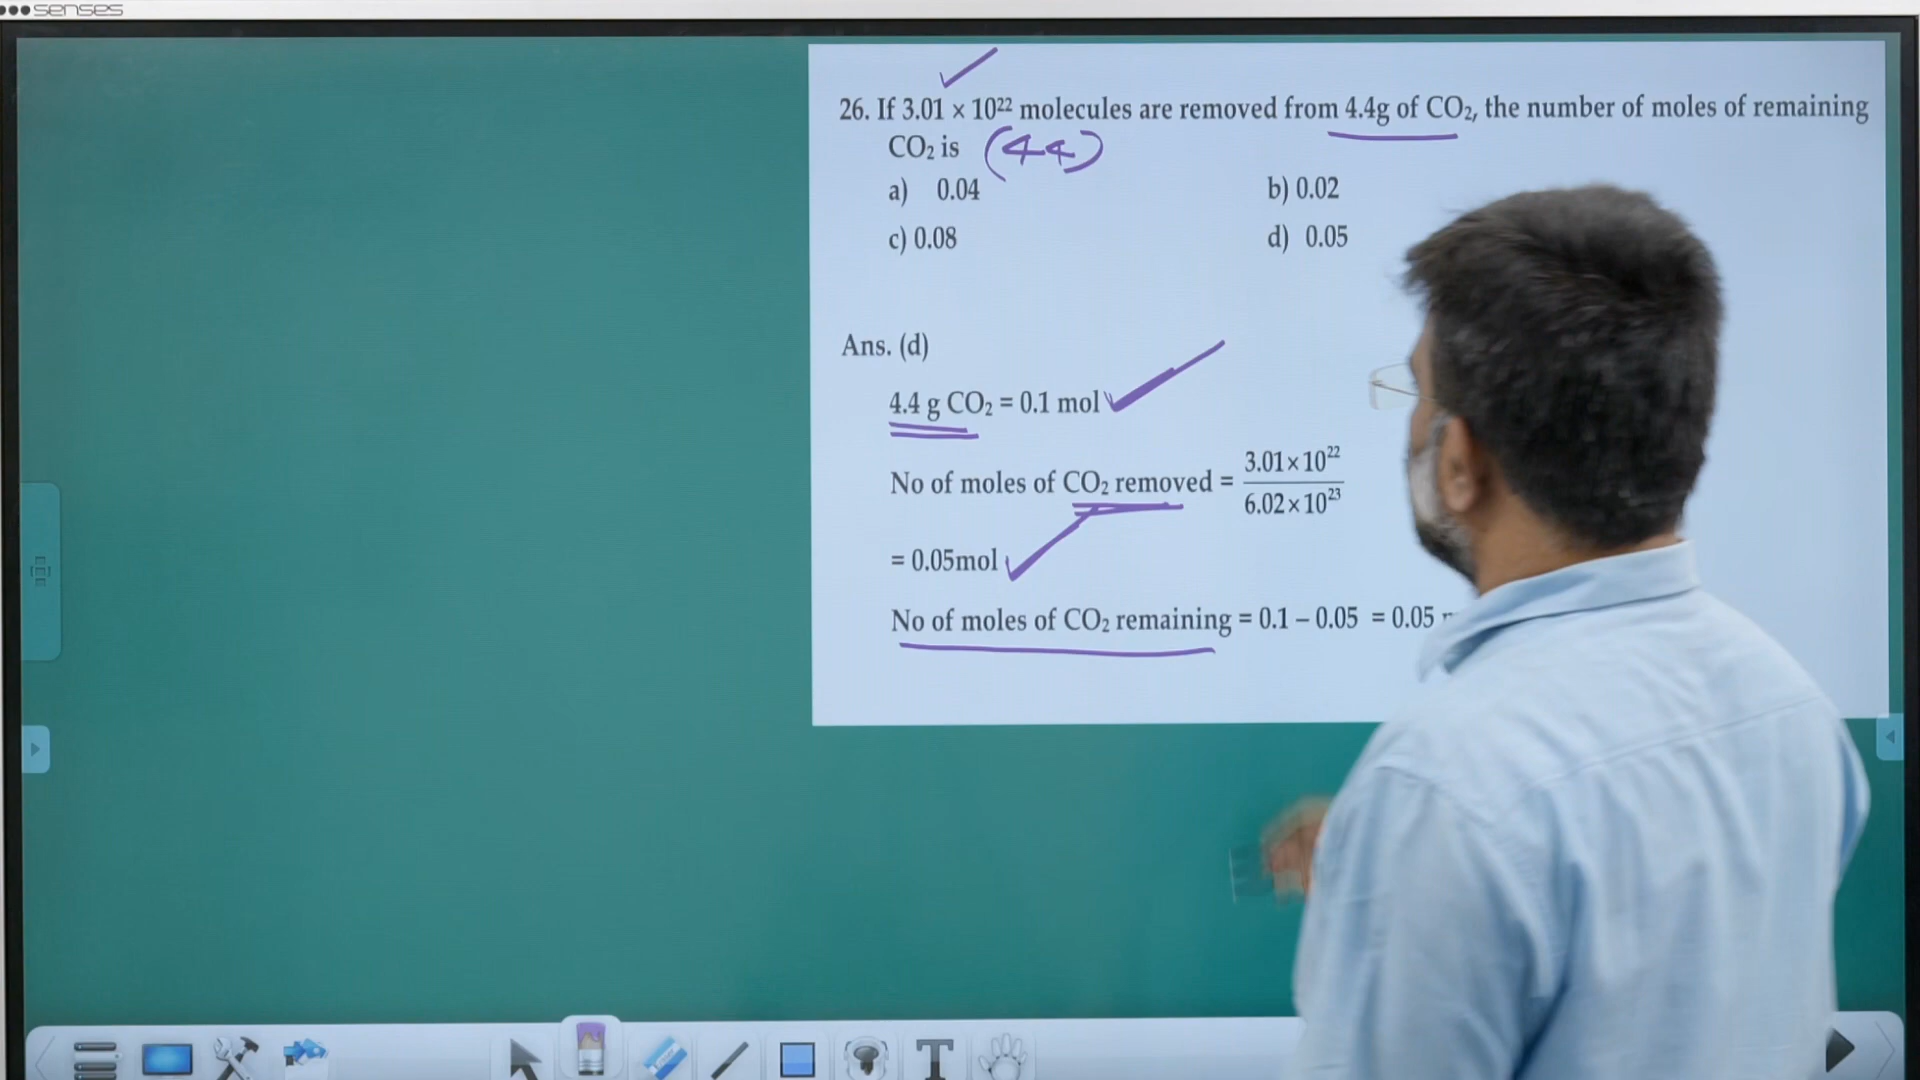 senses
26. If 3.01 × 10²² molecules are removed from 4.4g of CO₂, the number of moles of remaining
CO₂ is (44)
a) 0.04 b) 0.02
c) 0.08 d) 0.05
Ans. (d)
4.4 g CO₂ = 0.1 mol
No of moles of CO₂ removed = 3.01×10²² / 6.02×10²³
= 0.05mol
No of moles of CO₂ remaining = 0.1 – 0.05 = 0.05
T